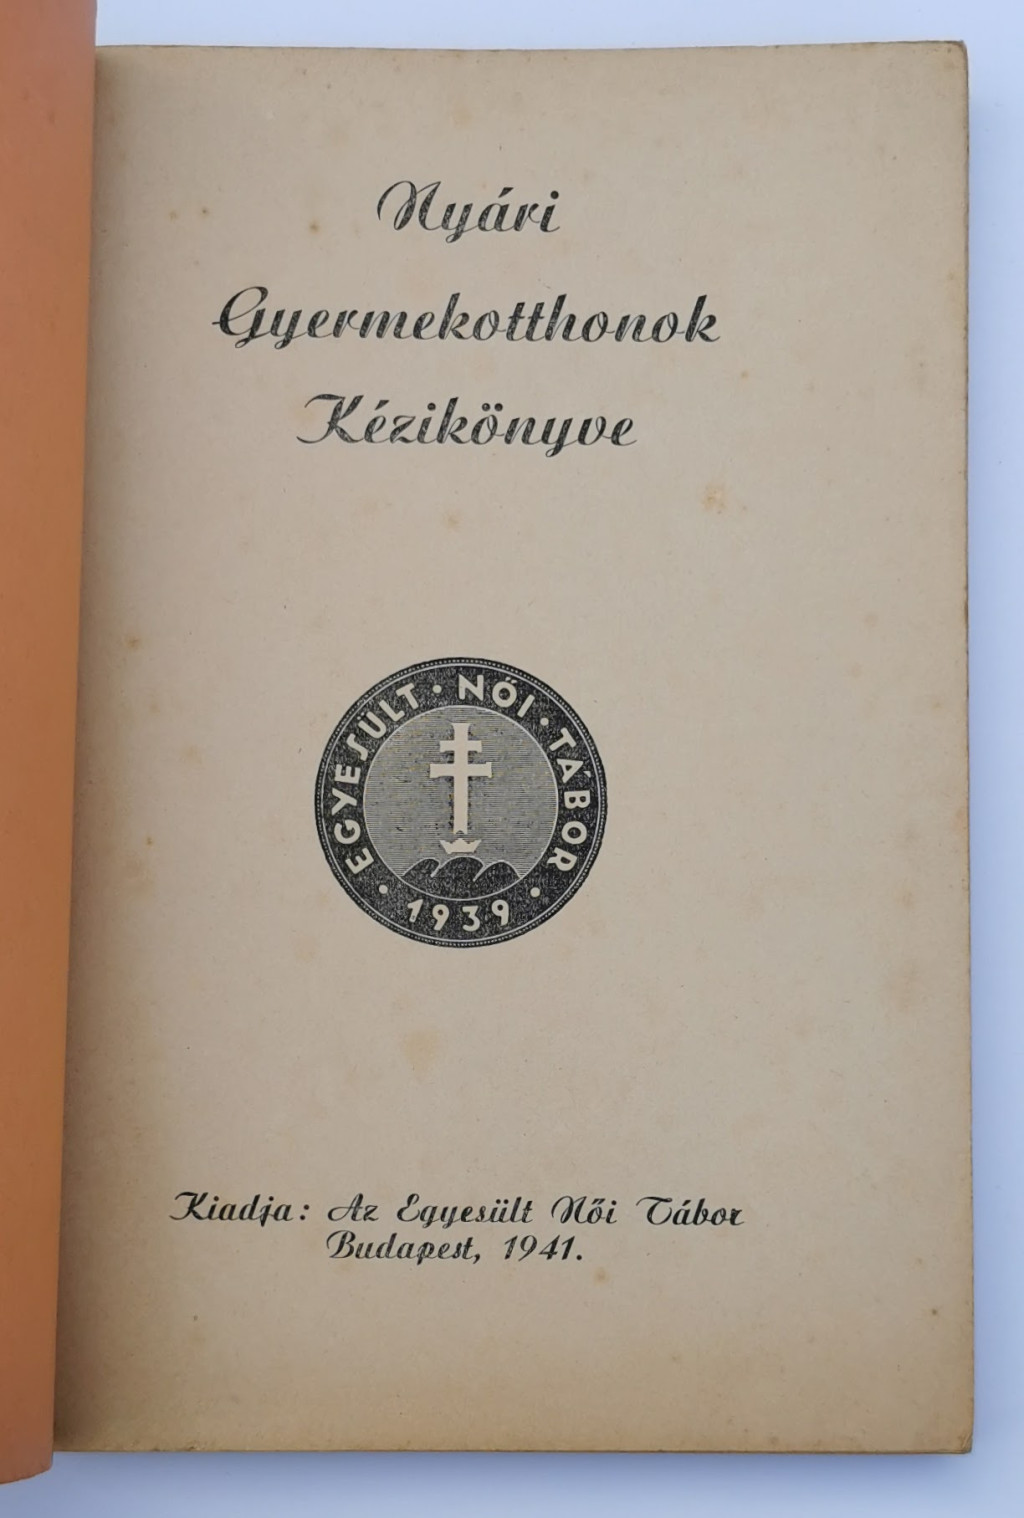 Nyári
Gyermekotthonok
Kézikönyve
EGYESÜLT · NŐI · TÁBOR
· 1939 ·
Kiadja: Az Egyesült Női Tábor
Budapest, 1941.